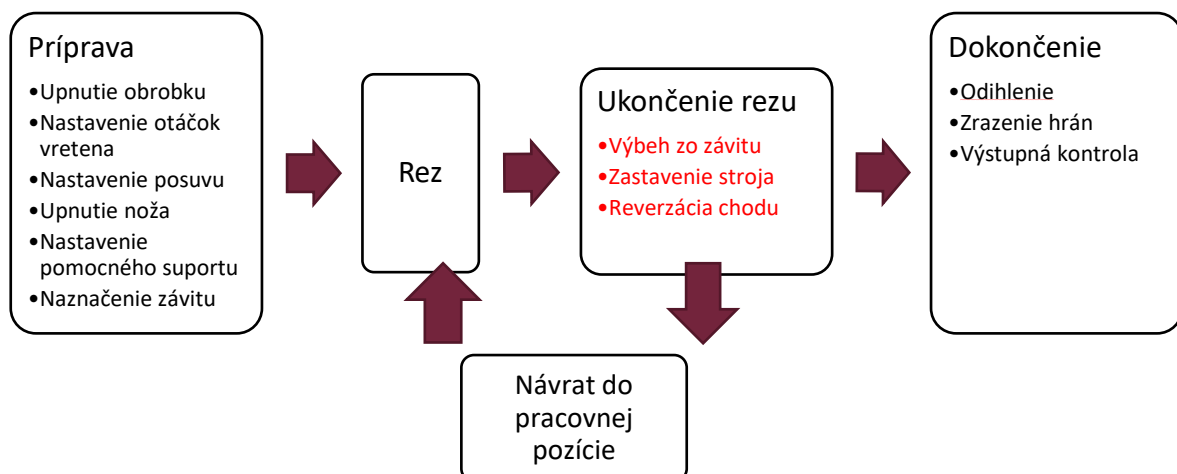 Príprava
•Upnutie obrobku
•Nastavenie otáčok
vretena
•Nastavenie posuvu
•Upnutie noža
•Nastavenie
pomocného suportu
•Naznačenie závitu
Rez
Ukončenie rezu
•Výbeh zo závitu
•Zastavenie stroja
•Reverzácia chodu
Návrat do
pracovnej
pozície
Dokončenie
•Odihlenie
•Zrazenie hrán
•Výstupná kontrola